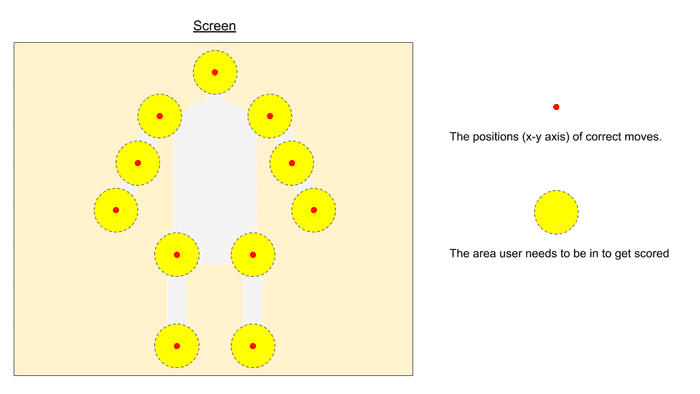 Screen
The positions (x-y axis) of correct moves.
The area user needs to be in to get scored